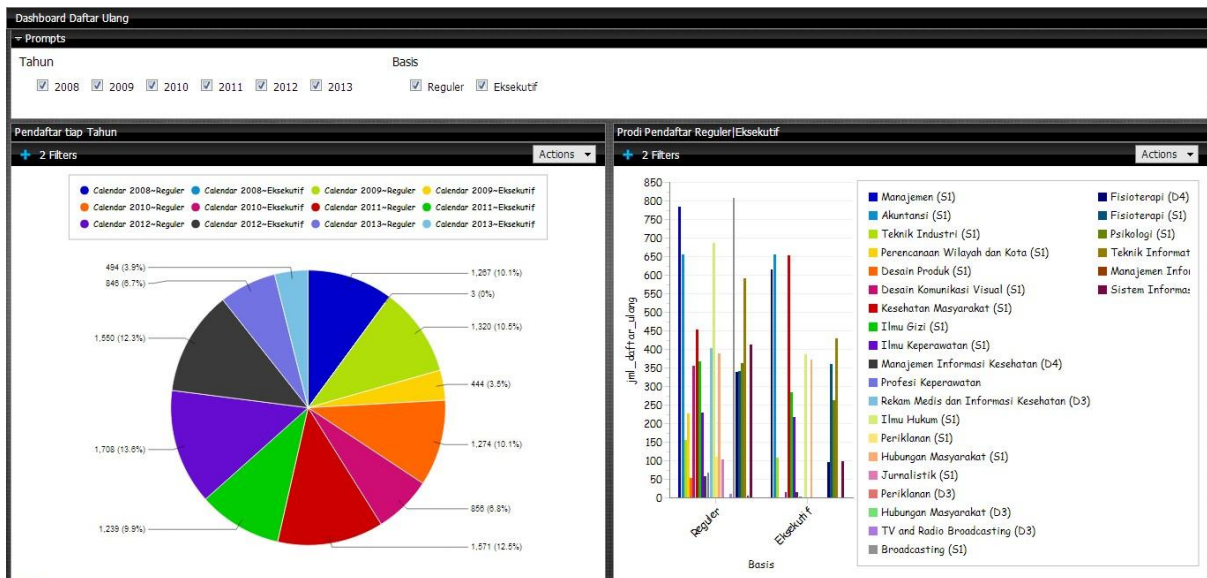 Dashboard Daftar Ulang
Prompts
Tahun Basis
2008 2009 2010 2011 2012 2013 Reguler Eksekutif
Pendaftar tiap Tahun
2 Filters Actions
Calendar 2008~Reguler Calendar 2008~Eksekutif Calendar 2009~Reguler Calendar 2009~Eksekutif
Calendar 2010~Reguler Calendar 2010~Eksekutif Calendar 2011~Reguler Calendar 2011~Eksekutif
Calendar 2012~Reguler Calendar 2012~Eksekutif Calendar 2013~Reguler Calendar 2013~Eksekutif
494 (3.9%)
846 (6.7%)
1,550 (12.3%)
1,708 (13.6%)
1,239 (9.9%)
1,267 (10.1%)
3 (0%)
1,320 (10.5%)
444 (3.5%)
1,274 (10.1%)
856 (6.8%)
1,571 (12.5%)
Prodi Pendaftar Reguler|Eksekutif
2 Filters Actions
jml_daftar_ulang
850
800
750
700
650
600
550
500
450
400
350
300
250
200
150
100
50
0
Reguler
Eksekutif
Basis
Manajemen (S1)
Akuntansi (S1)
Teknik Industri (S1)
Perencanaan Wilayah dan Kota (S1)
Desain Produk (S1)
Desain Komunikasi Visual (S1)
Kesehatan Masyarakat (S1)
Ilmu Gizi (S1)
Ilmu Keperawatan (S1)
Manajemen Informasi Kesehatan (D4)
Profesi Keperawatan
Rekam Medis dan Informasi Kesehatan (D3)
Ilmu Hukum (S1)
Periklanan (S1)
Hubungan Masyarakat (S1)
Jurnalistik (S1)
Periklanan (D3)
Hubungan Masyarakat (D3)
TV and Radio Broadcasting (D3)
Broadcasting (S1)
Fisioterapi (D4)
Fisioterapi (S1)
Psikologi (S1)
Teknik Informat
Manajemen Infor
Sistem Informas